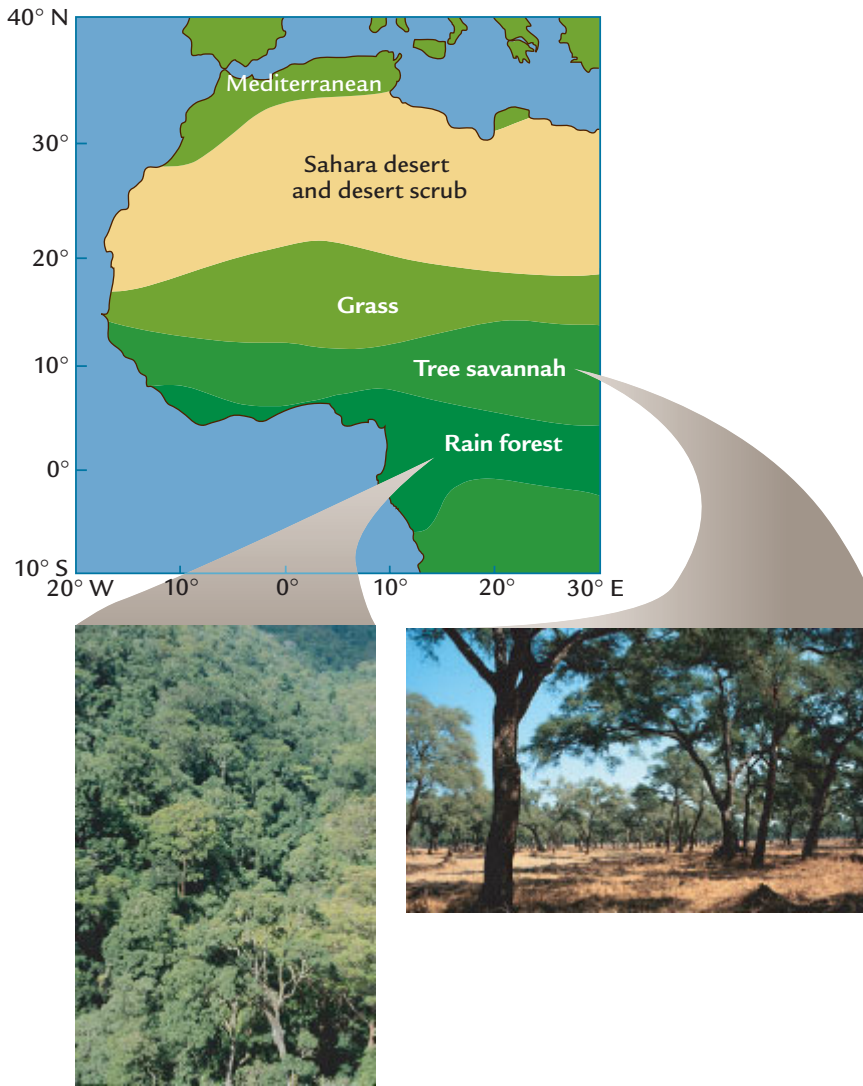 40° N
Mediterranean
30°
Sahara desert
and desert scrub
20°
Grass
10°
Tree savannah
Rain forest
0°
10° S
20° W
10°
0°
10°
20°
30° E